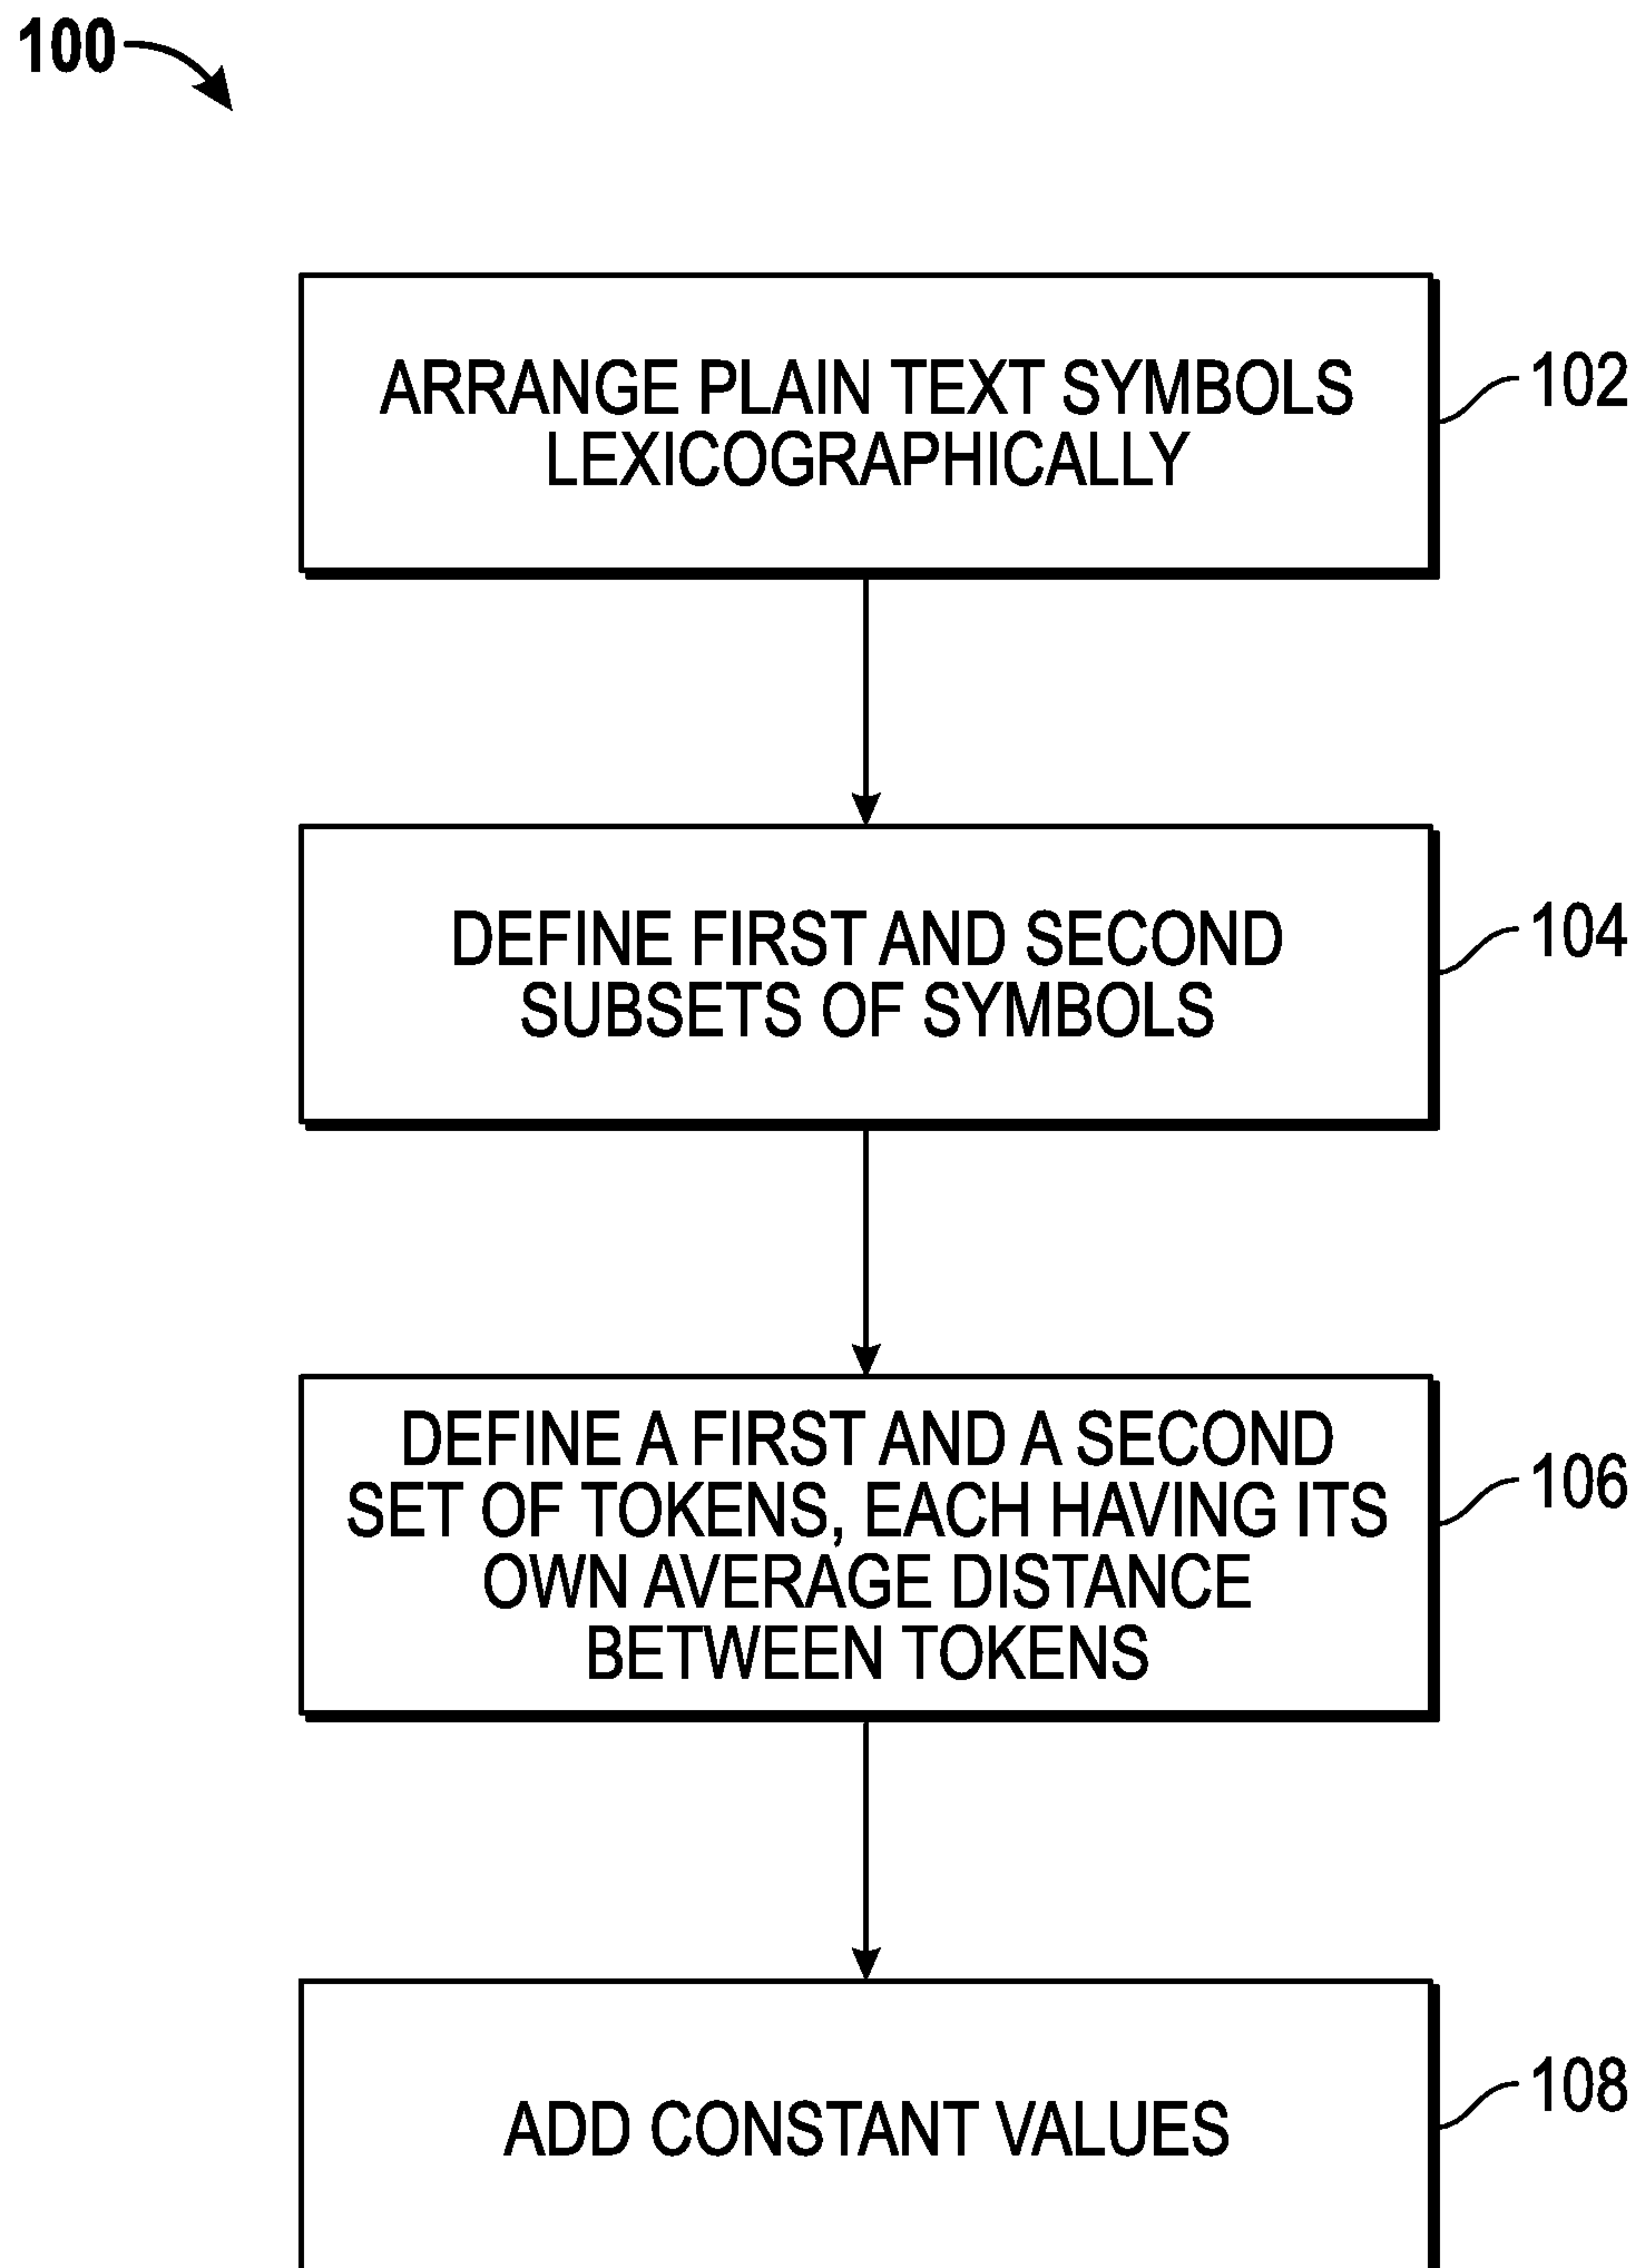 100
ARRANGE PLAIN TEXT SYMBOLS
LEXICOGRAPHICALLY
102
DEFINE FIRST AND SECOND
SUBSETS OF SYMBOLS
104
DEFINE A FIRST AND A SECOND
SET OF TOKENS, EACH HAVING ITS
OWN AVERAGE DISTANCE
BETWEEN TOKENS
106
ADD CONSTANT VALUES
108